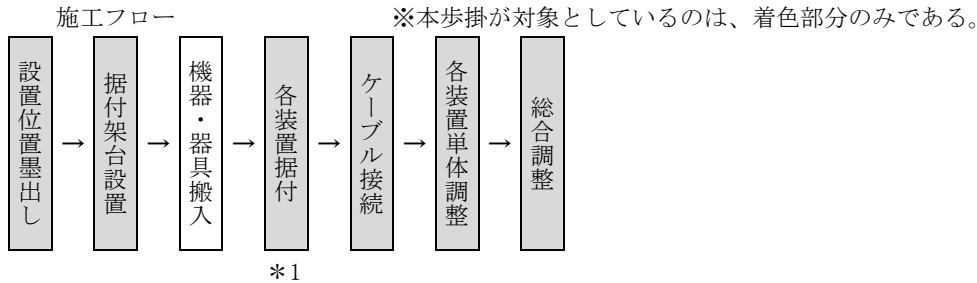 施工フロー
※本歩掛が対象としているのは、着色部分のみである。
設置位置墨出し
→
据付架台設置
→
機器・器具搬入
→
各装置据付
→
ケーブル接続
→
各装置単体調整
→
総合調整
＊1